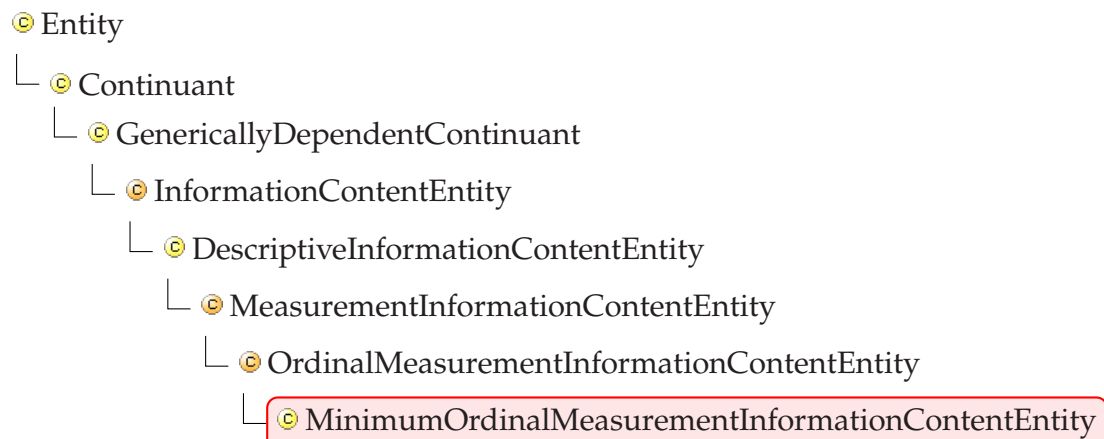 Entity
Continuant
GenericallyDependentContinuant
InformationContentEntity
DescriptiveInformationContentEntity
MeasurementInformationContentEntity
OrdinalMeasurementInformationContentEntity
MinimumOrdinalMeasurementInformationContentEntity